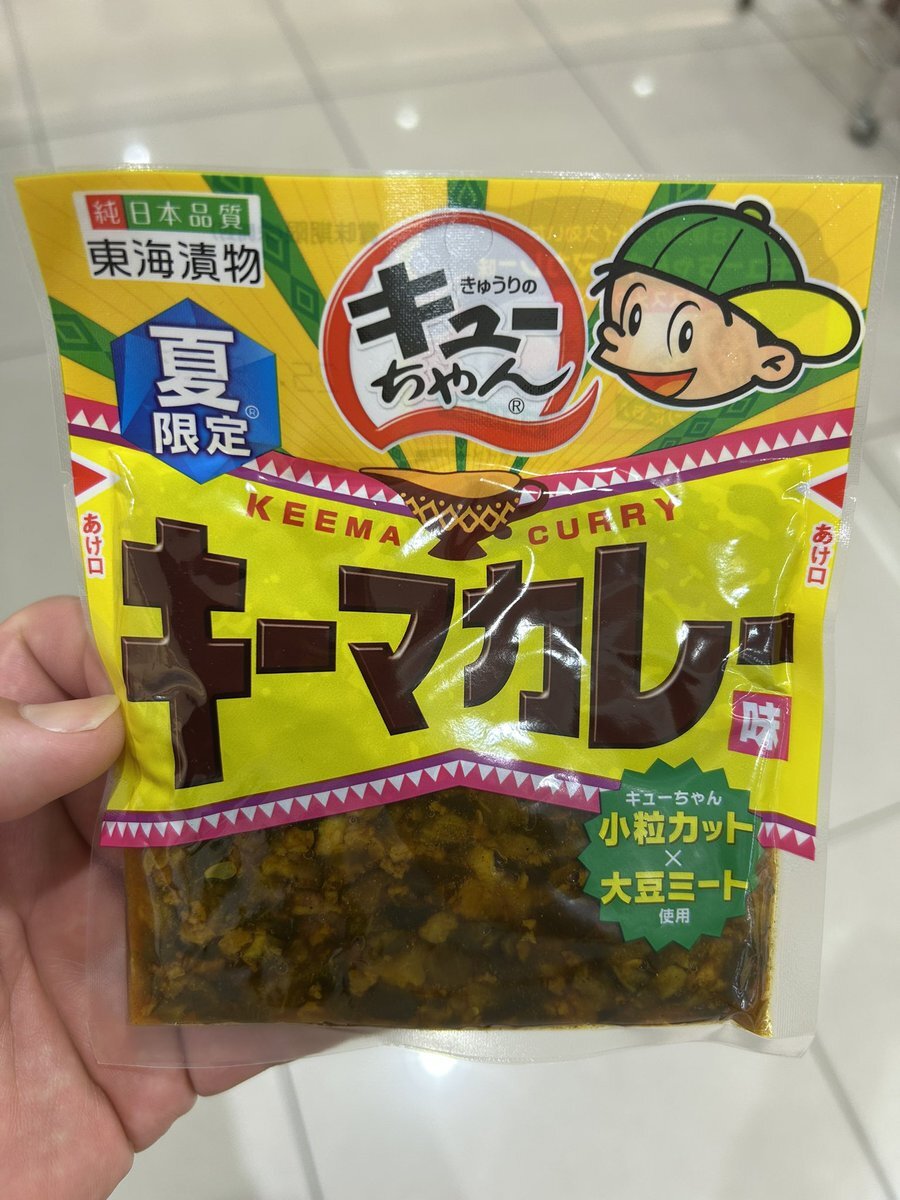 純日本品質
東海漬物
きゅうりの
キューちゃん®
夏
限定®
KEEMA CURRY
あけ口
あけ口
キーマカレー
味
キューちゃん
小粒カット
×
大豆ミート
使用